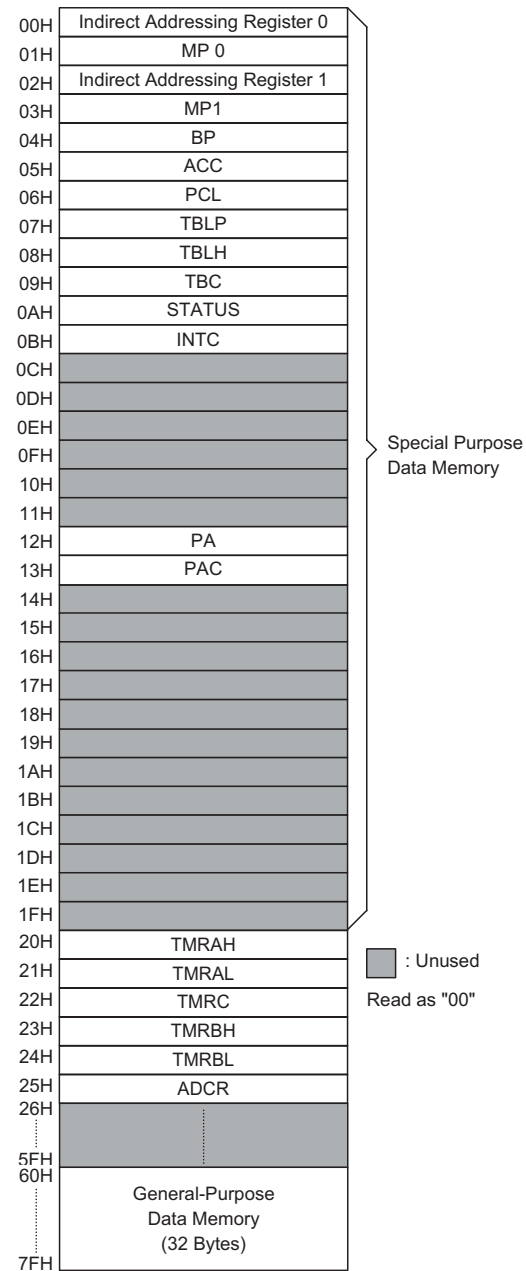 00H Indirect Addressing Register 0
01H MP 0
02H Indirect Addressing Register 1
03H MP1
04H BP
05H ACC
06H PCL
07H TBLP
08H TBLH
09H TBC
0AH STATUS
0BH INTC
0CH
0DH
0EH
0FH
10H
11H
12H PA
13H PAC
14H
15H
16H
17H
18H
19H
1AH
1BH
1CH
1DH
1EH
1FH
Special Purpose
Data Memory
20H TMRAH
21H TMRAL
22H TMRC
23H TMRBH
24H TMRBL
25H ADCR
26H
5FH
60H
General-Purpose
Data Memory
(32 Bytes)
7FH
: Unused
Read as "00"